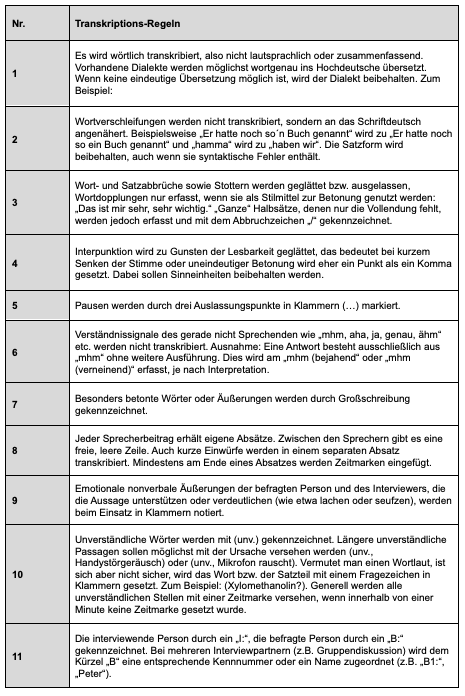 Nr. Transkriptions-Regeln
1
Es wird wörtlich transkribiert, also nicht lautsprachlich oder zusammenfassend.
Vorhandene Dialekte werden möglichst wortgenau ins Hochdeutsche übersetzt.
Wenn keine eindeutige Übersetzung möglich ist, wird der Dialekt beibehalten. Zum
Beispiel:
2
Wortverschleifungen werden nicht transkribiert, sondern an das Schriftdeutsch
angenähert. Beispielsweise „Er hatte noch so´n Buch genannt“ wird zu „Er hatte noch
so ein Buch genannt“ und „hamma“ wird zu „haben wir“. Die Satzform wird
beibehalten, auch wenn sie syntaktische Fehler enthält.
3
Wort- und Satzabbrüche sowie Stottern werden geglättet bzw. ausgelassen,
Wortdopplungen nur erfasst, wenn sie als Stilmittel zur Betonung genutzt werden:
„Das ist mir sehr, sehr wichtig.“ „Ganze“ Halbsätze, denen nur die Vollendung fehlt,
werden jedoch erfasst und mit dem Abbruchzeichen „/“ gekennzeichnet.
4
Interpunktion wird zu Gunsten der Lesbarkeit geglättet, das bedeutet bei kurzem
Senken der Stimme oder uneindeutiger Betonung wird eher ein Punkt als ein Komma
gesetzt. Dabei sollen Sinneinheiten beibehalten werden.
5
Pausen werden durch drei Auslassungspunkte in Klammern (…) markiert.
6
Verständnissignale des gerade nicht Sprechenden wie „mhm, aha, ja, genau, ähm“
etc. werden nicht transkribiert. Ausnahme: Eine Antwort besteht ausschließlich aus
„mhm“ ohne weitere Ausführung. Dies wird am „mhm (bejahend“ oder „mhm
(verneinend)“ erfasst, je nach Interpretation.
7
Besonders betonte Wörter oder Äußerungen werden durch Großschreibung
gekennzeichnet.
8
Jeder Sprecherbeitrag erhält eigene Absätze. Zwischen den Sprechern gibt es eine
freie, leere Zeile. Auch kurze Einwürfe werden in einem separaten Absatz
transkribiert. Mindestens am Ende eines Absatzes werden Zeitmarken eingefügt.
9
Emotionale nonverbale Äußerungen der befragten Person und des Interviewers, die
die Aussage unterstützen oder verdeutlichen (wie etwa lachen oder seufzen), werden
beim Einsatz in Klammern notiert.
10
Unverständliche Wörter werden mit (unv.) gekennzeichnet. Längere unverständliche
Passagen sollen möglichst mit der Ursache versehen werden (unv.,
Handystörgeräusch) oder (unv., Mikrofon rauscht). Vermutet man einen Wortlaut, ist
sich aber nicht sicher, wird das Wort bzw. der Satzteil mit einem Fragezeichen in
Klammern gesetzt. Zum Beispiel: (Xylomethanolin?). Generell werden alle
unverständlichen Stellen mit einer Zeitmarke versehen, wenn innerhalb von einer
Minute keine Zeitmarke gesetzt wurde.
11
Die interviewende Person durch ein „I:“, die befragte Person durch ein „B:“
gekennzeichnet. Bei mehreren Interviewpartnern (z.B. Gruppendiskussion) wird dem
Kürzel „B“ eine entsprechende Kennnummer oder ein Name zugeordnet (z.B. „B1:“,
„Peter“).